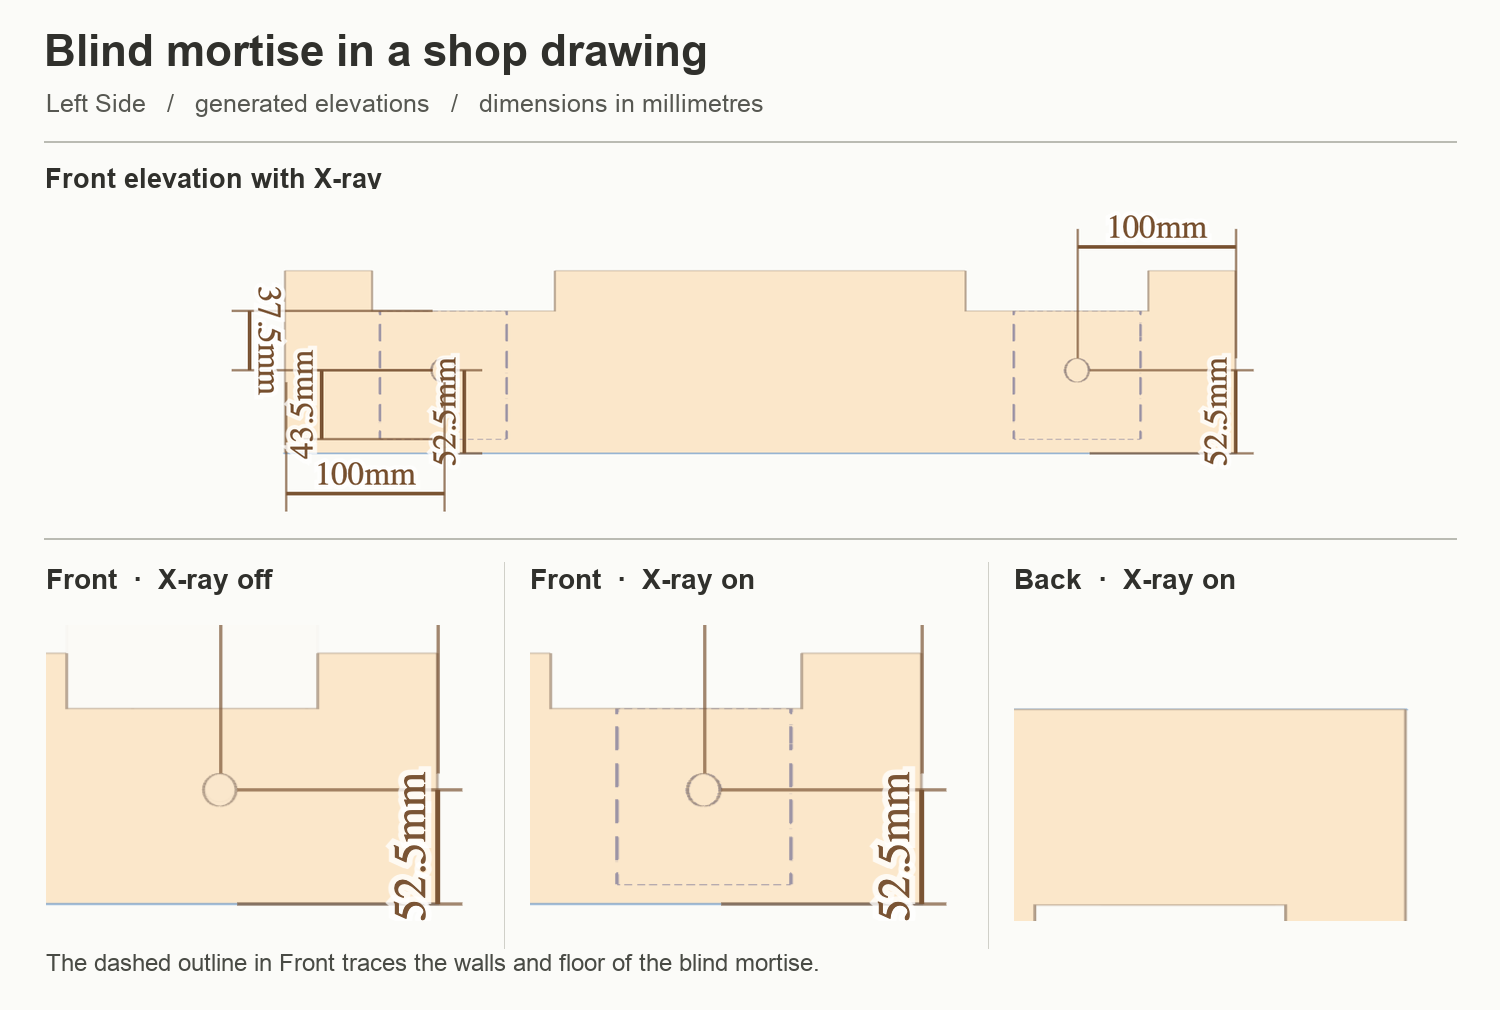 Blind mortise in a shop drawing
Left Side / generated elevations / dimensions in millimetres
Front elevation with X-rav
100mm
37.5mm
43.5mm
52.5mm
52.5mm
100mm
Front · X-ray off
Front · X-ray on
Back · X-ray on
52.5mm
52.5mm
The dashed outline in Front traces the walls and floor of the blind mortise.